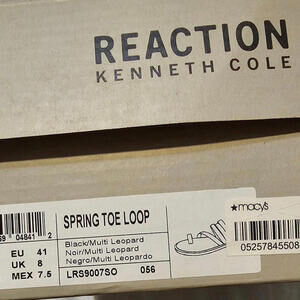 REACTION
KENNETH COLE
04841 2
SPRING TOE LOOP
EU 41
UK 8
MEX 7.5
Black/Multi Leopard
Noir/Multi Leopard
Negro/Multi Leopardo
LRS9007SO 056
★macy's
05257845508